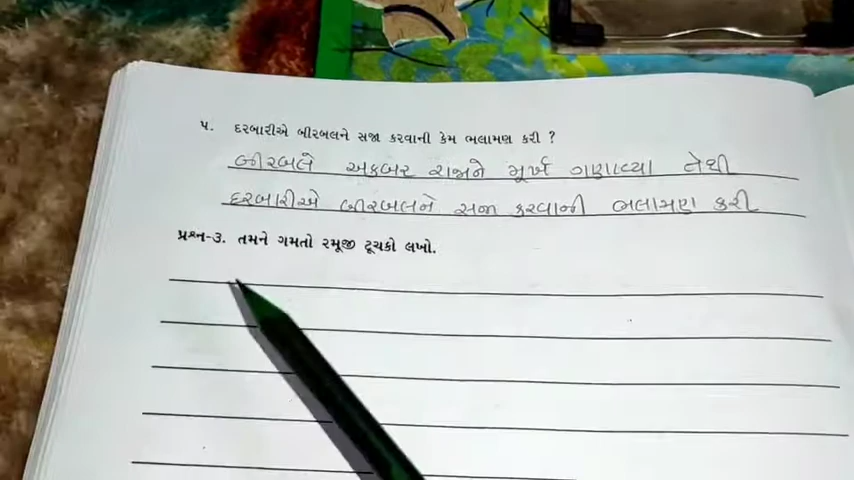 ૫. દરબારીએ બીરબલને સજા કરવાની કેમ ભલામણ કરી ?
બીરબલે અકબર રાજાને મૂર્ખ ગણાવ્યા તેથી
દરબારીએ બીરબલને સજા કરવાની ભલામણ કરી
પ્રશ્ન-૩. તમને ગમતો રમૂજી ટૂચકો લખો.